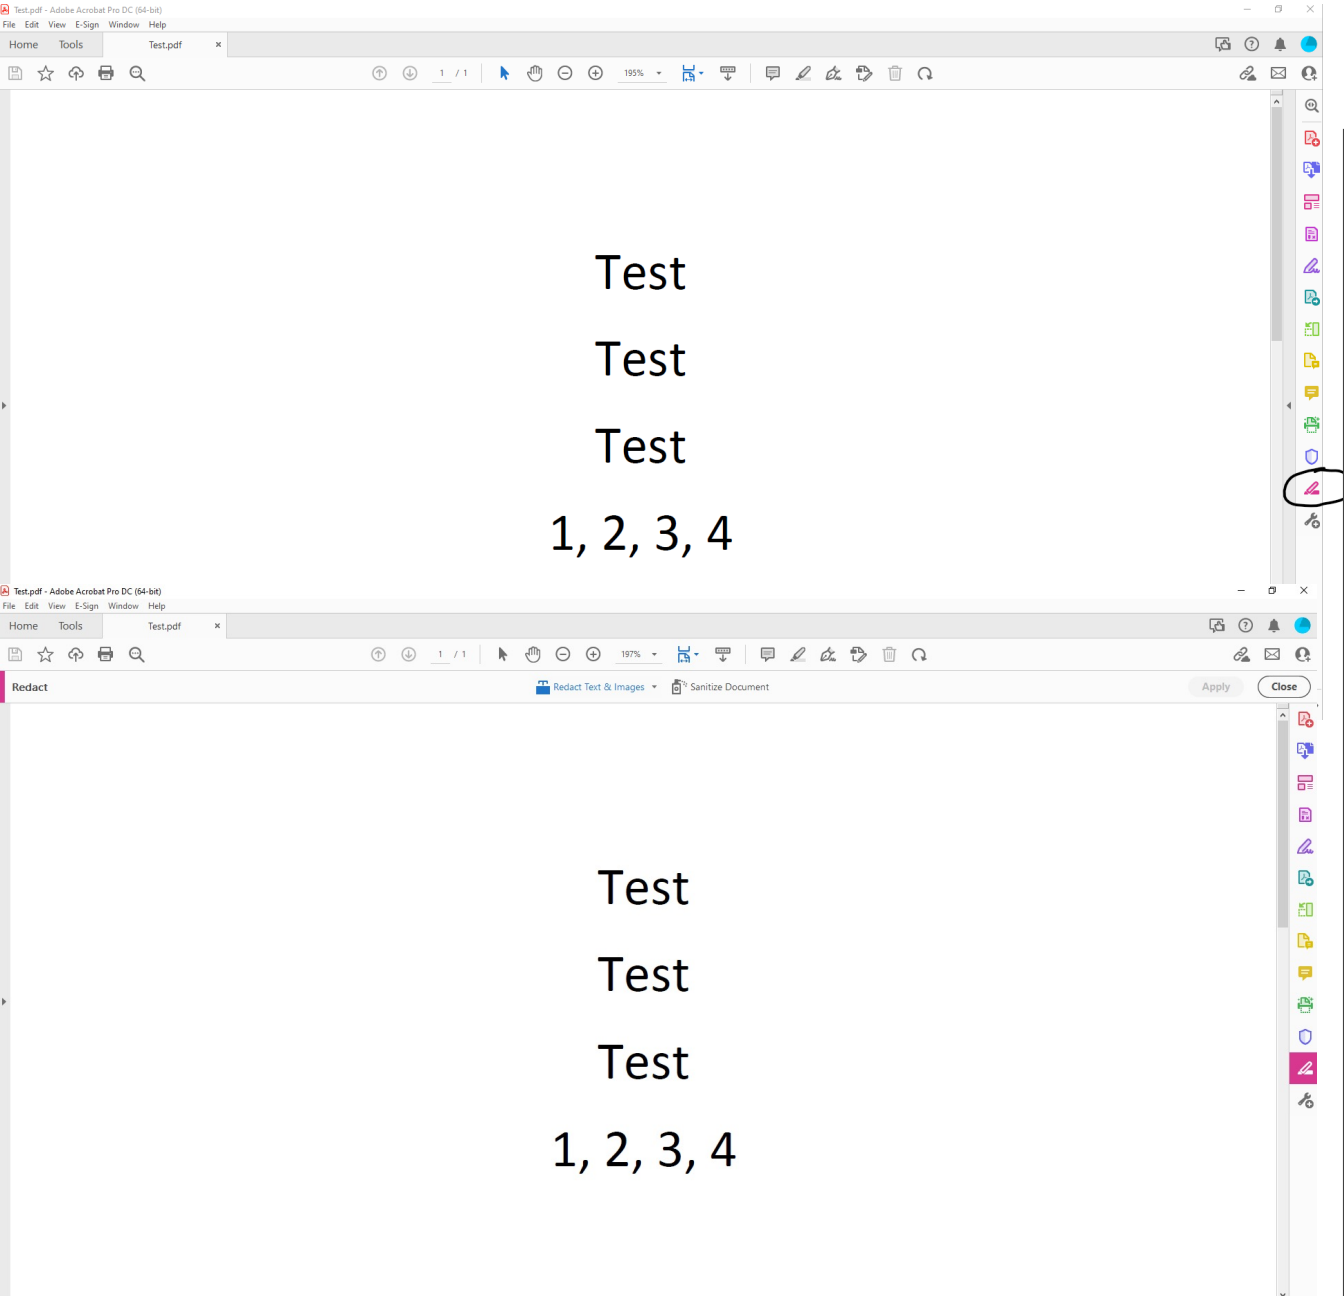 Test.pdf - Adobe Acrobat Pro DC (64-bit)
File Edit View E-Sign Window Help
Home Tools Test.pdf ×
1 / 1 195%
Test
Test
Test
1, 2, 3, 4
Test.pdf - Adobe Acrobat Pro DC (64-bit)
File Edit View E-Sign Window Help
Home Tools Test.pdf ×
1 / 1 197%
Redact Redact Text & Images Sanitize Document Apply Close
Test
Test
Test
1, 2, 3, 4